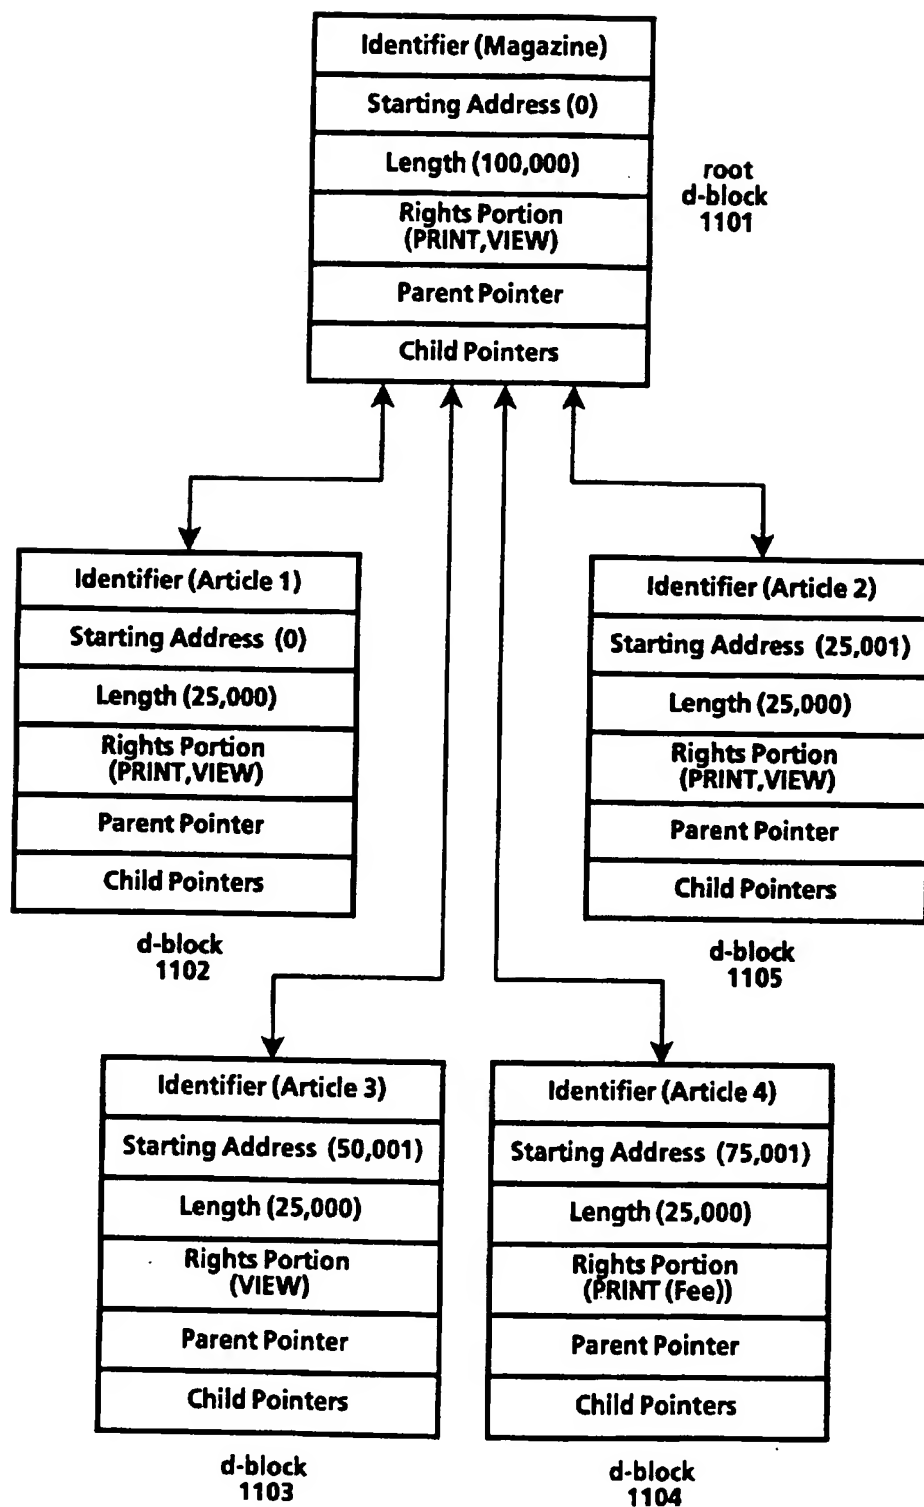 Identifier (Magazine)
Starting Address (0)
Length (100,000)
Rights Portion
(PRINT,VIEW)
Parent Pointer
Child Pointers
root
d-block
1101
Identifier (Article 1)
Starting Address (0)
Length (25,000)
Rights Portion
(PRINT,VIEW)
Parent Pointer
Child Pointers
d-block
1102
Identifier (Article 2)
Starting Address (25,001)
Length (25,000)
Rights Portion
(PRINT,VIEW)
Parent Pointer
Child Pointers
d-block
1105
Identifier (Article 3)
Starting Address (50,001)
Length (25,000)
Rights Portion
(VIEW)
Parent Pointer
Child Pointers
d-block
1103
Identifier (Article 4)
Starting Address (75,001)
Length (25,000)
Rights Portion
(PRINT (Fee))
Parent Pointer
Child Pointers
d-block
1104